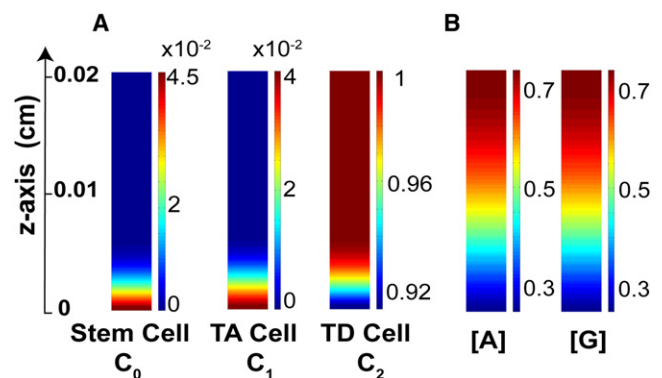 A
B
x10⁻²
x10⁻²
z-axis (cm)
0.02
0.01
0
4.5
2
0
4
2
0
1
0.96
0.92
0.7
0.5
0.3
0.7
0.5
0.3
Stem Cell
C₀
TA Cell
C₁
TD Cell
C₂
[A]
[G]